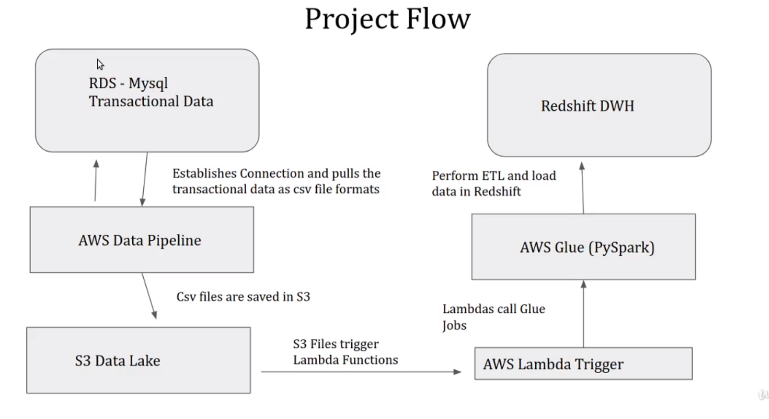 Project Flow
RDS - Mysql
Transactional Data
Establishes Connection and pulls the
transactional data as csv file formats
AWS Data Pipeline
Csv files are saved in S3
S3 Data Lake
S3 Files trigger
Lambda Functions
AWS Lambda Trigger
Lambdas call Glue
Jobs
AWS Glue (PySpark)
Perform ETL and load
data in Redshift
Redshift DWH